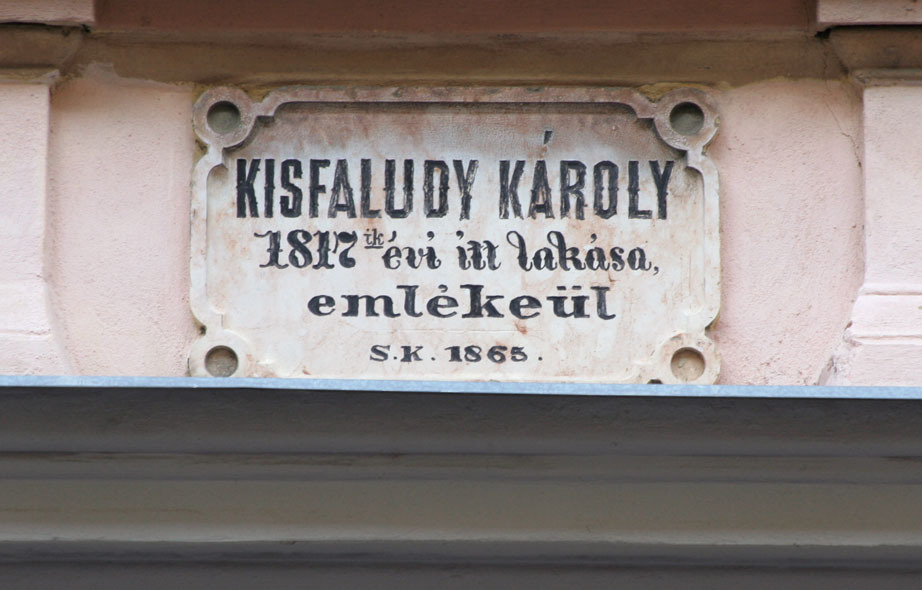 KISFALUDY KÁROLY
1817ik évi itt lakása,
emlékeül
S.K. 1865.